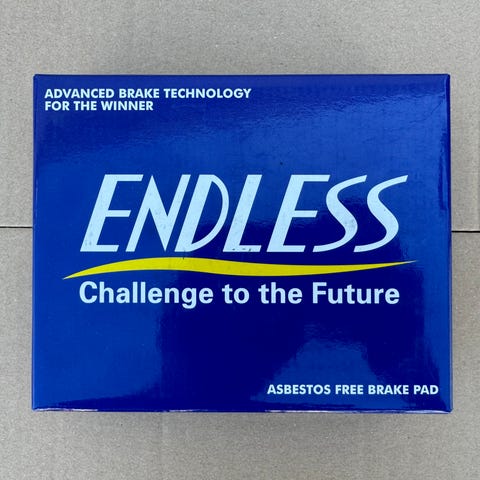 ADVANCED BRAKE TECHNOLOGY
FOR THE WINNER
ENDLESS
Challenge to the Future
ASBESTOS FREE BRAKE PAD